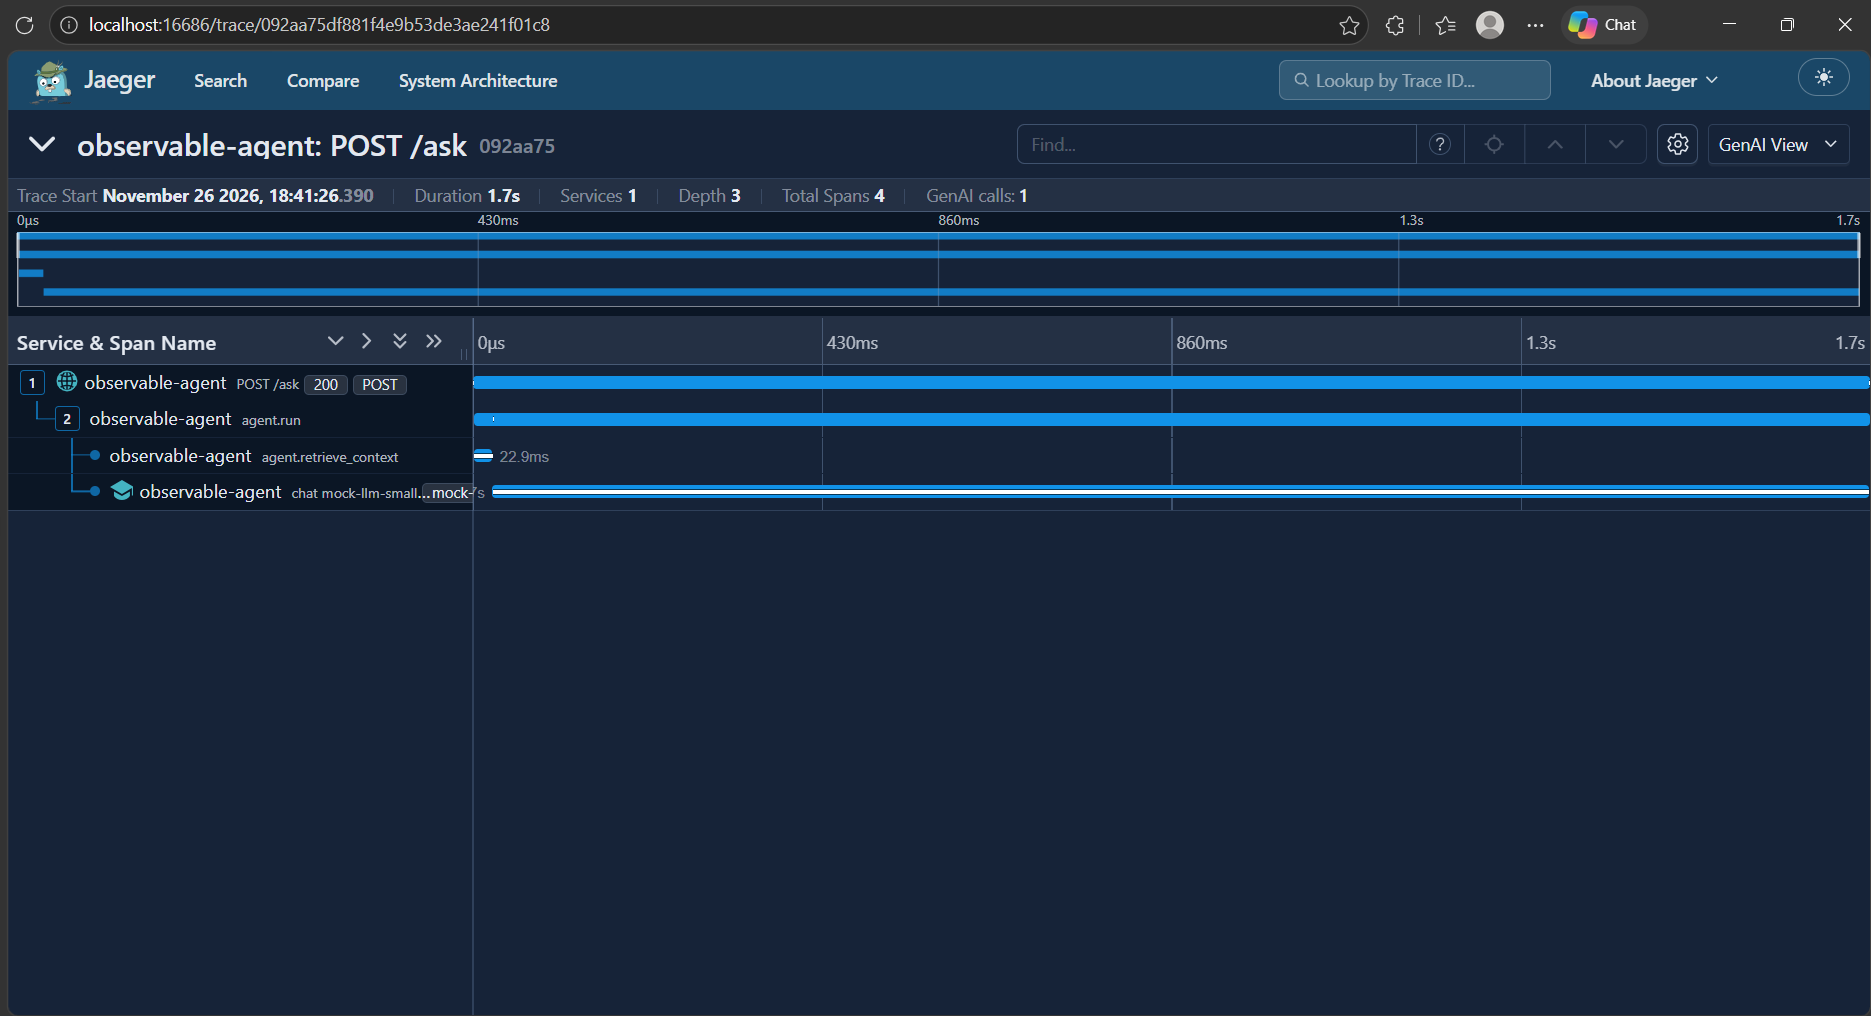 localhost:16686/trace/092aa75df881f4e9b53de3ae241f01c8
Chat
Jaeger Search Compare System Architecture Lookup by Trace ID... About Jaeger
observable-agent: POST /ask 092aa75 Find... ? GenAI View
Trace Start November 26 2026, 18:41:26.390 Duration 1.7s Services 1 Depth 3 Total Spans 4 GenAI calls: 1
0μs 430ms 860ms 1.3s 1.7s
Service & Span Name 0μs 430ms 860ms 1.3s 1.7s
1 observable-agent POST /ask 200 POST
2 observable-agent agent.run
observable-agent agent.retrieve_context 22.9ms
observable-agent chat mock-llm-small... mock- s